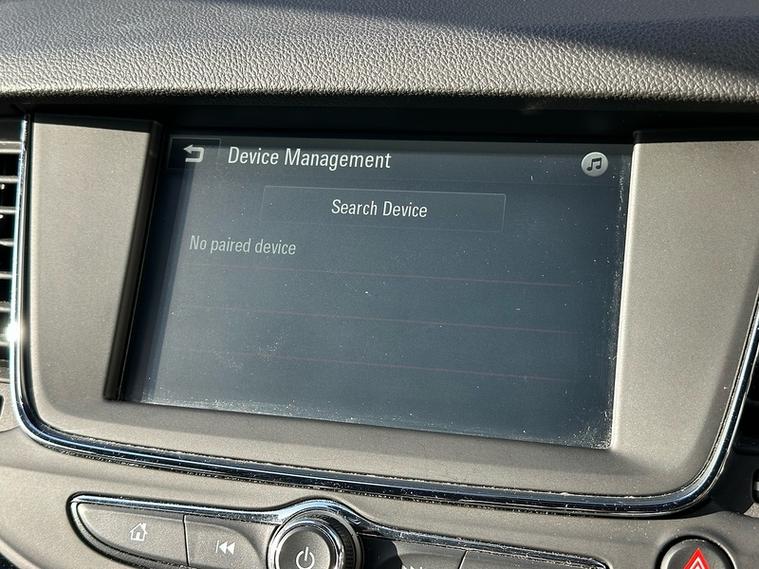 Device Management
Search Device
No paired device